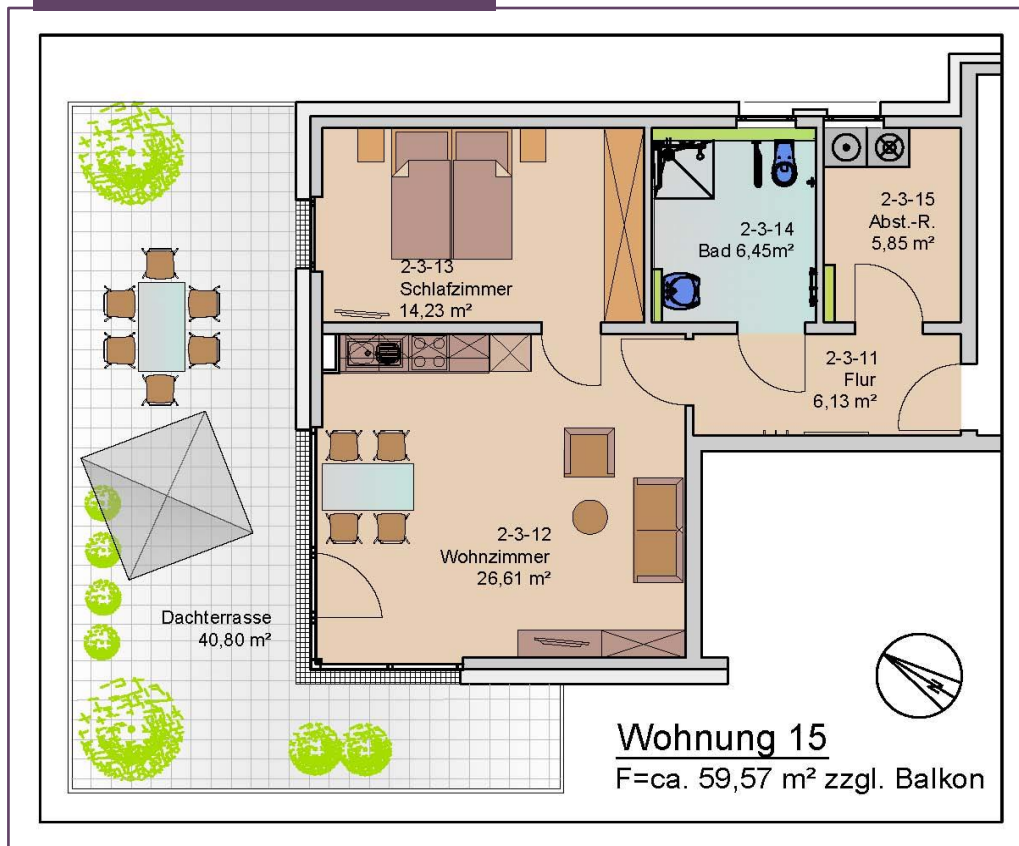 2-3-15
Abst.-R.
5,85 m²
2-3-14
Bad 6,45m²
2-3-13
Schlafzimmer
14,23 m²
2-3-11
Flur
6,13 m²
2-3-12
Wohnzimmer
26,61 m²
Dachterrasse
40,80 m²
N
Wohnung 15
F=ca. 59,57 m² zzgl. Balkon